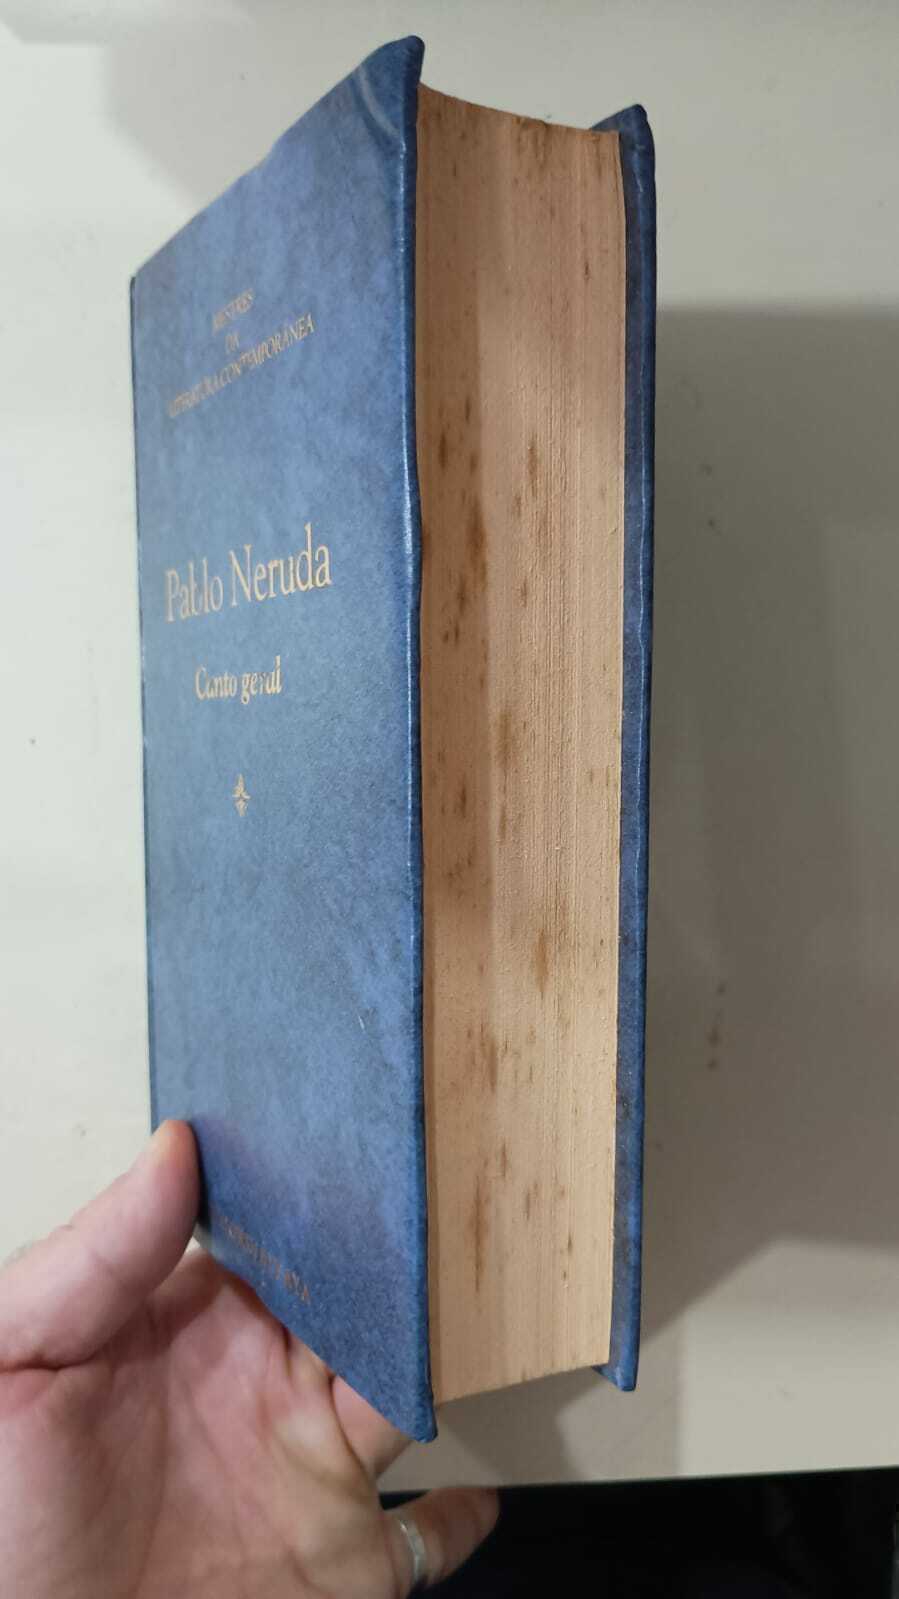 MESTRES
DA
LITERATURA CONTEMPORÂNEA
Pablo Neruda
Canto geral